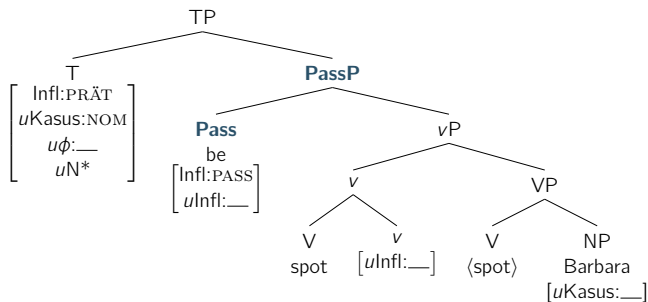 TP
T PassP
Infl:PRÄT
uKasus:NOM
uϕ:__
uN*
Pass vP
be
Infl:PASS
uInfl:__
v VP
V v V NP
spot [uInfl:__] ⟨spot⟩ Barbara
[uKasus:__]